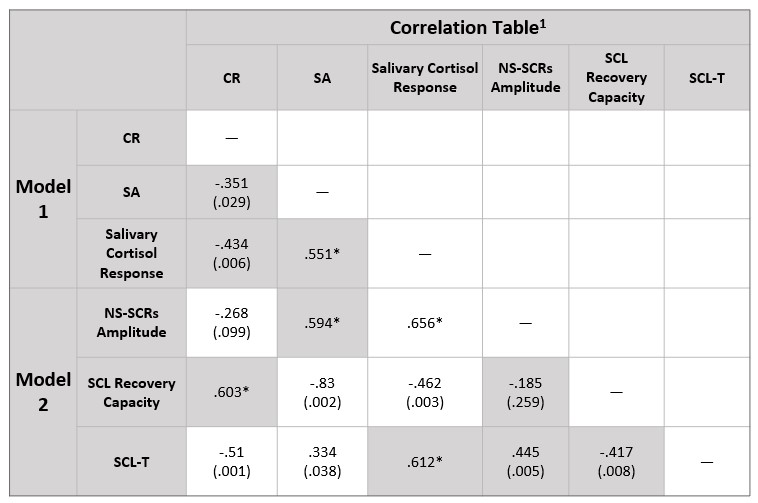 Correlation Table¹
CR SA Salivary Cortisol Response NS-SCRs Amplitude SCL Recovery Capacity SCL-T
Model 1
CR —
SA -.351 (.029) —
Salivary Cortisol Response -.434 (.006) .551* —
Model 2
NS-SCRs Amplitude -.268 (.099) .594* .656* —
SCL Recovery Capacity .603* -.83 (.002) -.462 (.003) -.185 (.259) —
SCL-T -.51 (.001) .334 (.038) .612* .445 (.005) -.417 (.008) —